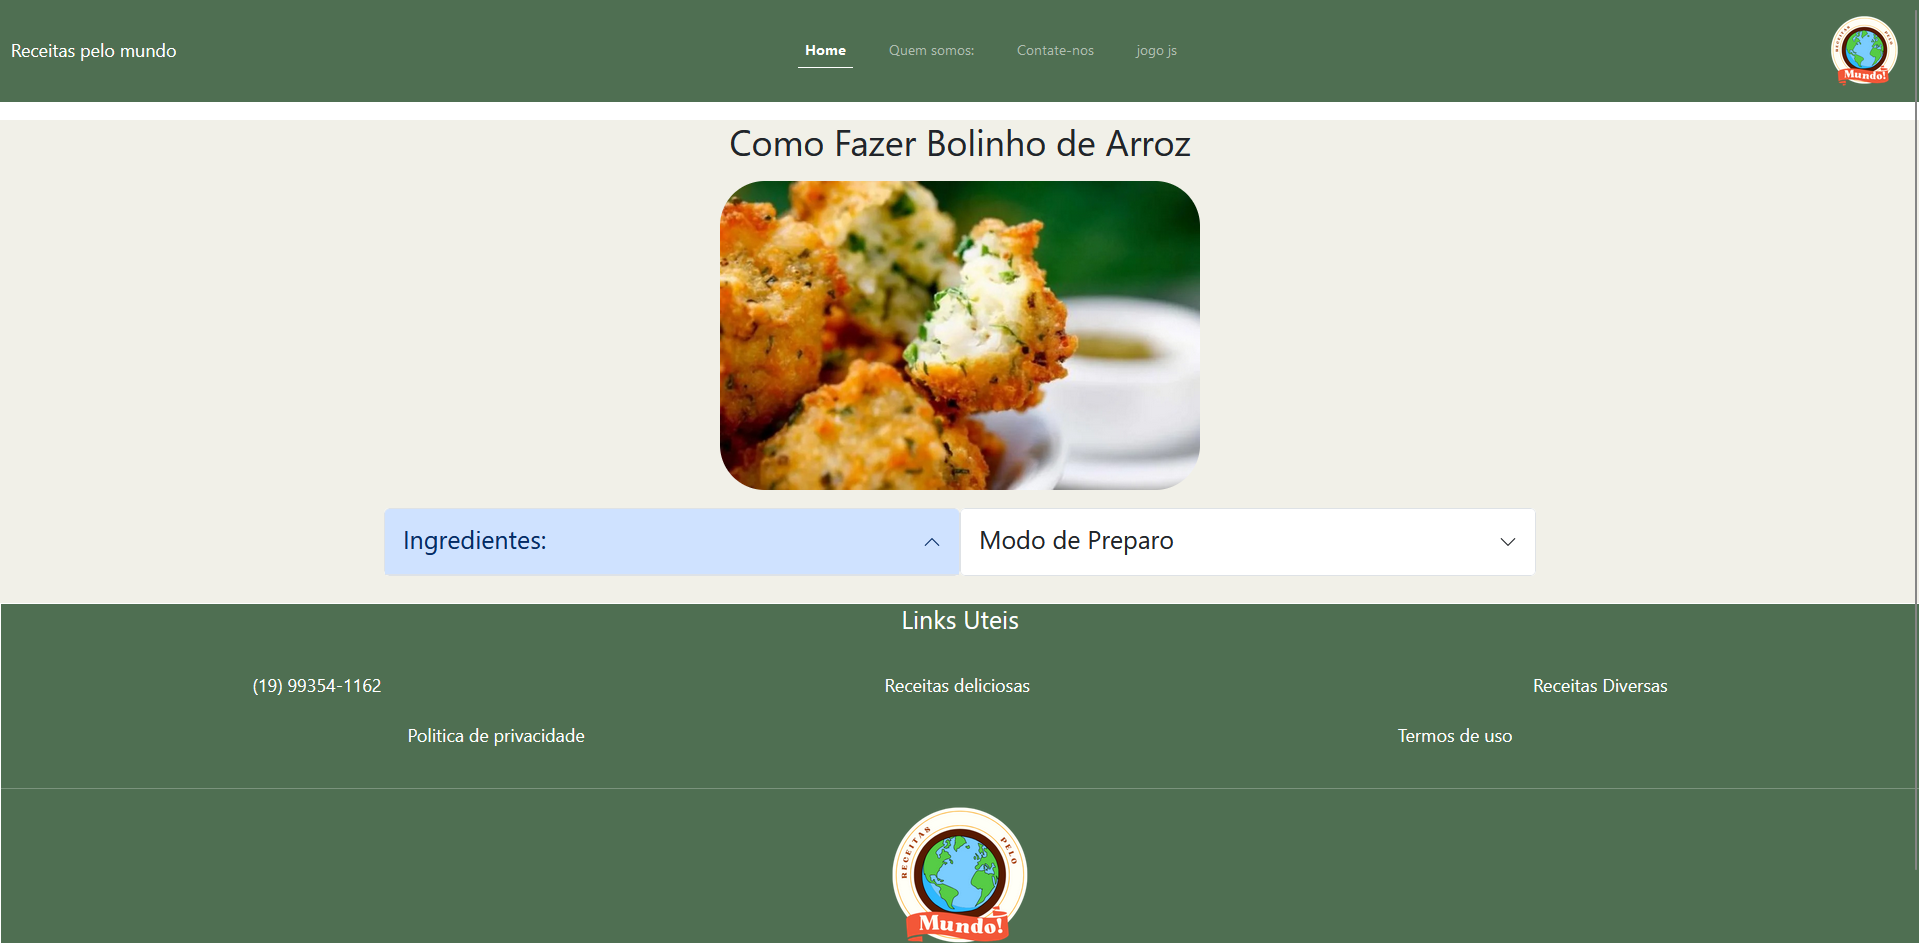 Receitas pelo mundo
Home
Quem somos:
Contate-nos
jogo js
RECEITAS PELO
Mundo!
Como Fazer Bolinho de Arroz
Ingredientes:
Modo de Preparo
Links Uteis
(19) 99354-1162
Receitas deliciosas
Receitas Diversas
Politica de privacidade
Termos de uso
RECEITAS PELO
Mundo!